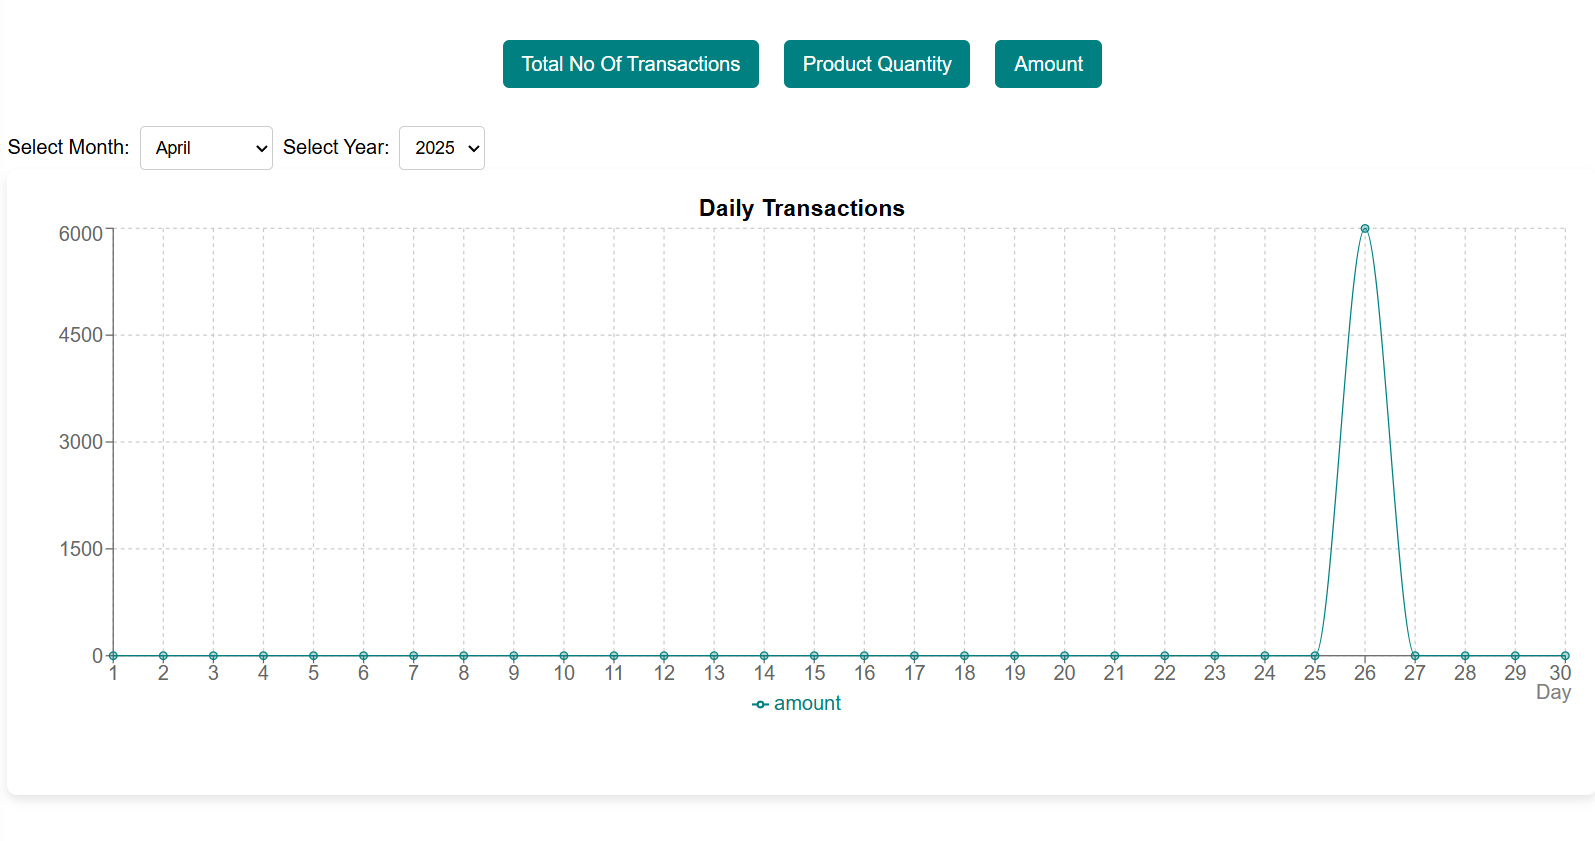 Total No Of Transactions Product Quantity Amount
Select Month: April Select Year: 2025
Daily Transactions
6000
4500
3000
1500
0
1 2 3 4 5 6 7 8 9 10 11 12 13 14 15 16 17 18 19 20 21 22 23 24 25 26 27 28 29 30
Day
amount